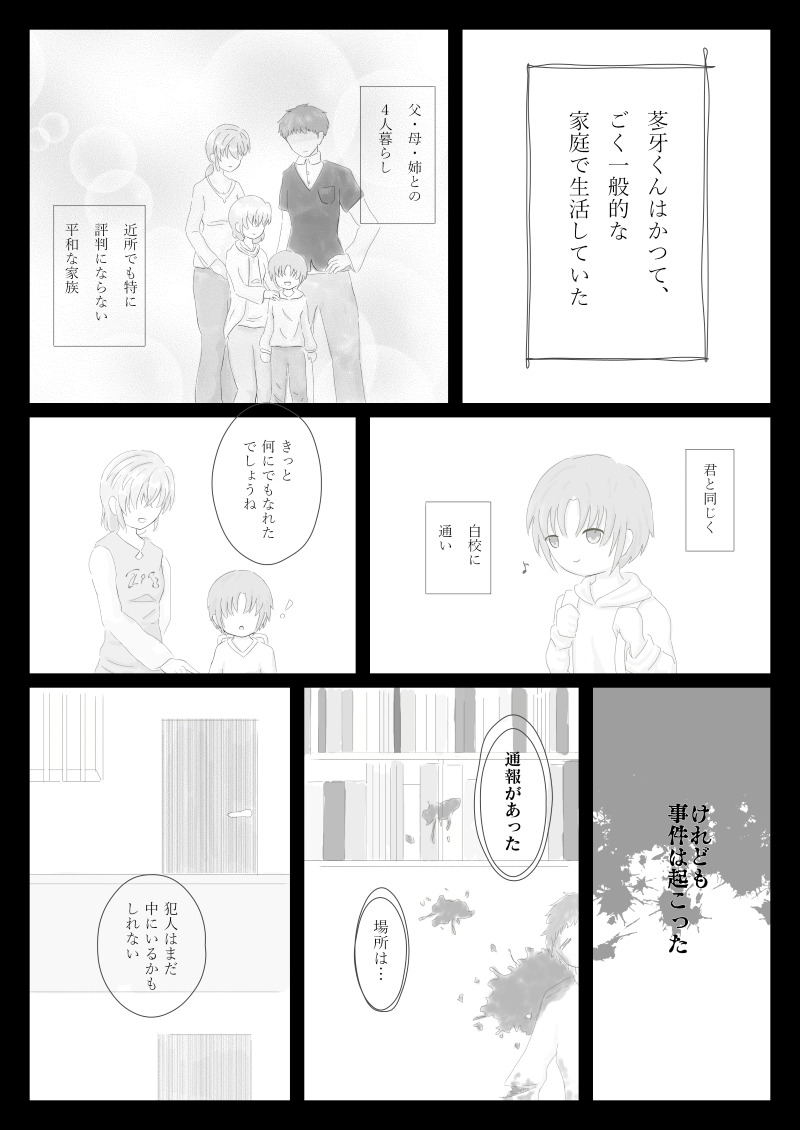 茎牙くんはかつて、
ごく一般的な
家庭で生活していた
父・母・姉との
4人暮らし
近所でも特に
評判にならない
平和な家族
君と同じく
白校に
通い
♪
きっと
何にでもなれた
でしょうね
！
けれども
事件は起こった
通報があった
場所は…
犯人はまだ
中にいるかも
しれない